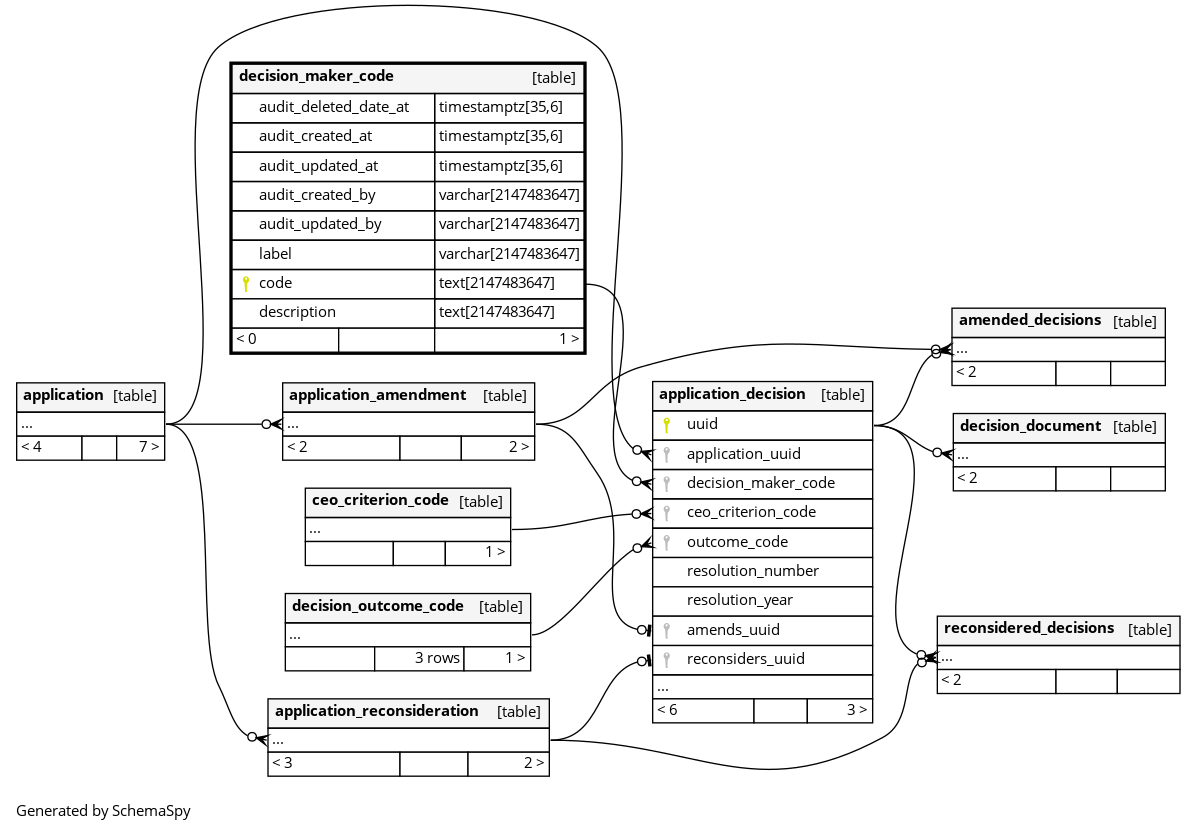 decision_maker_code [table]
audit_deleted_date_at timestamptz[35,6]
audit_created_at timestamptz[35,6]
audit_updated_at timestamptz[35,6]
audit_created_by varchar[2147483647]
audit_updated_by varchar[2147483647]
label varchar[2147483647]
code text[2147483647]
description text[2147483647]
< 0 1 >
application [table]
...
< 4 7 >
application_amendment [table]
...
< 2 2 >
ceo_criterion_code [table]
...
1 >
decision_outcome_code [table]
...
3 rows 1 >
application_reconsideration [table]
...
< 3 2 >
application_decision [table]
uuid
application_uuid
decision_maker_code
ceo_criterion_code
outcome_code
resolution_number
resolution_year
amends_uuid
reconsiders_uuid
...
< 6 3 >
amended_decisions [table]
...
< 2
decision_document [table]
...
< 2
reconsidered_decisions [table]
...
< 2
Generated by SchemaSpy